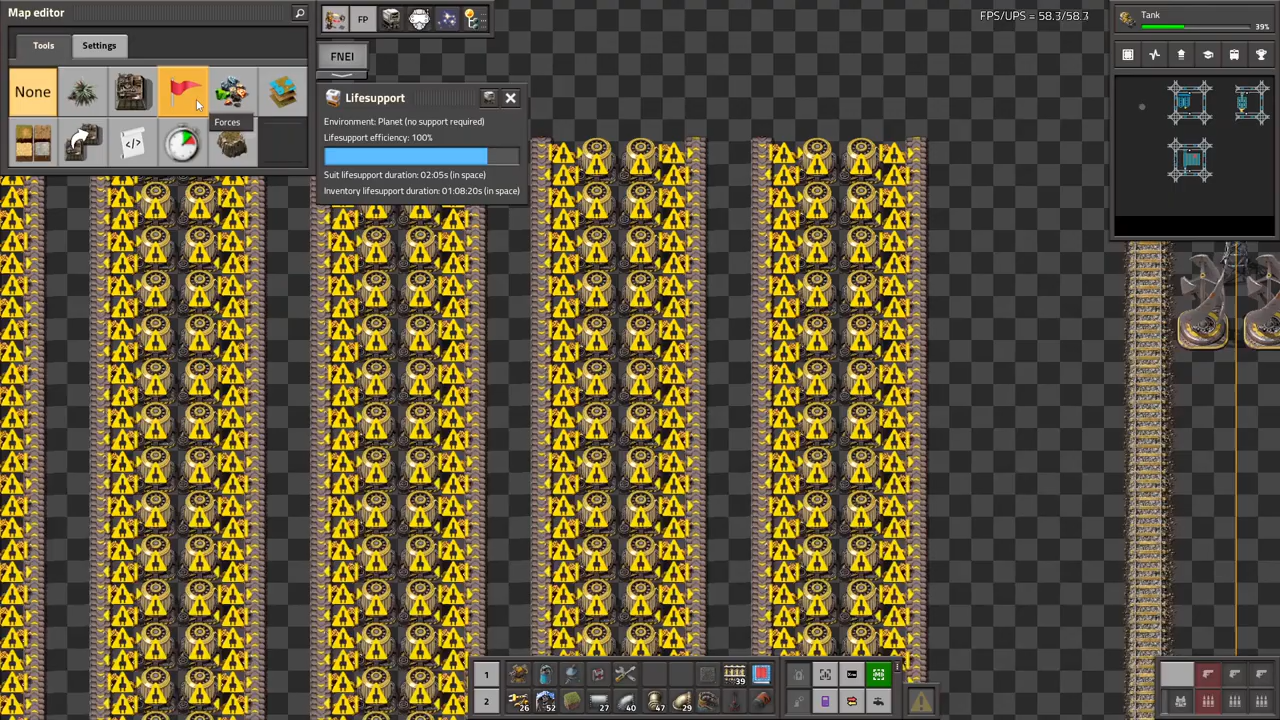 Map editor
Tools
Settings
None
Forces
FP
FNEI
Lifesupport
Environment: Planet (no support required)
Lifesupport efficiency: 100%
Suit lifesupport duration: 02:05s (in space)
Inventory lifesupport duration: 01:08:20s (in space)
FPS/UPS = 58.3/58.3
Tank
39%
1
39
2
26
52
27
40
47
29